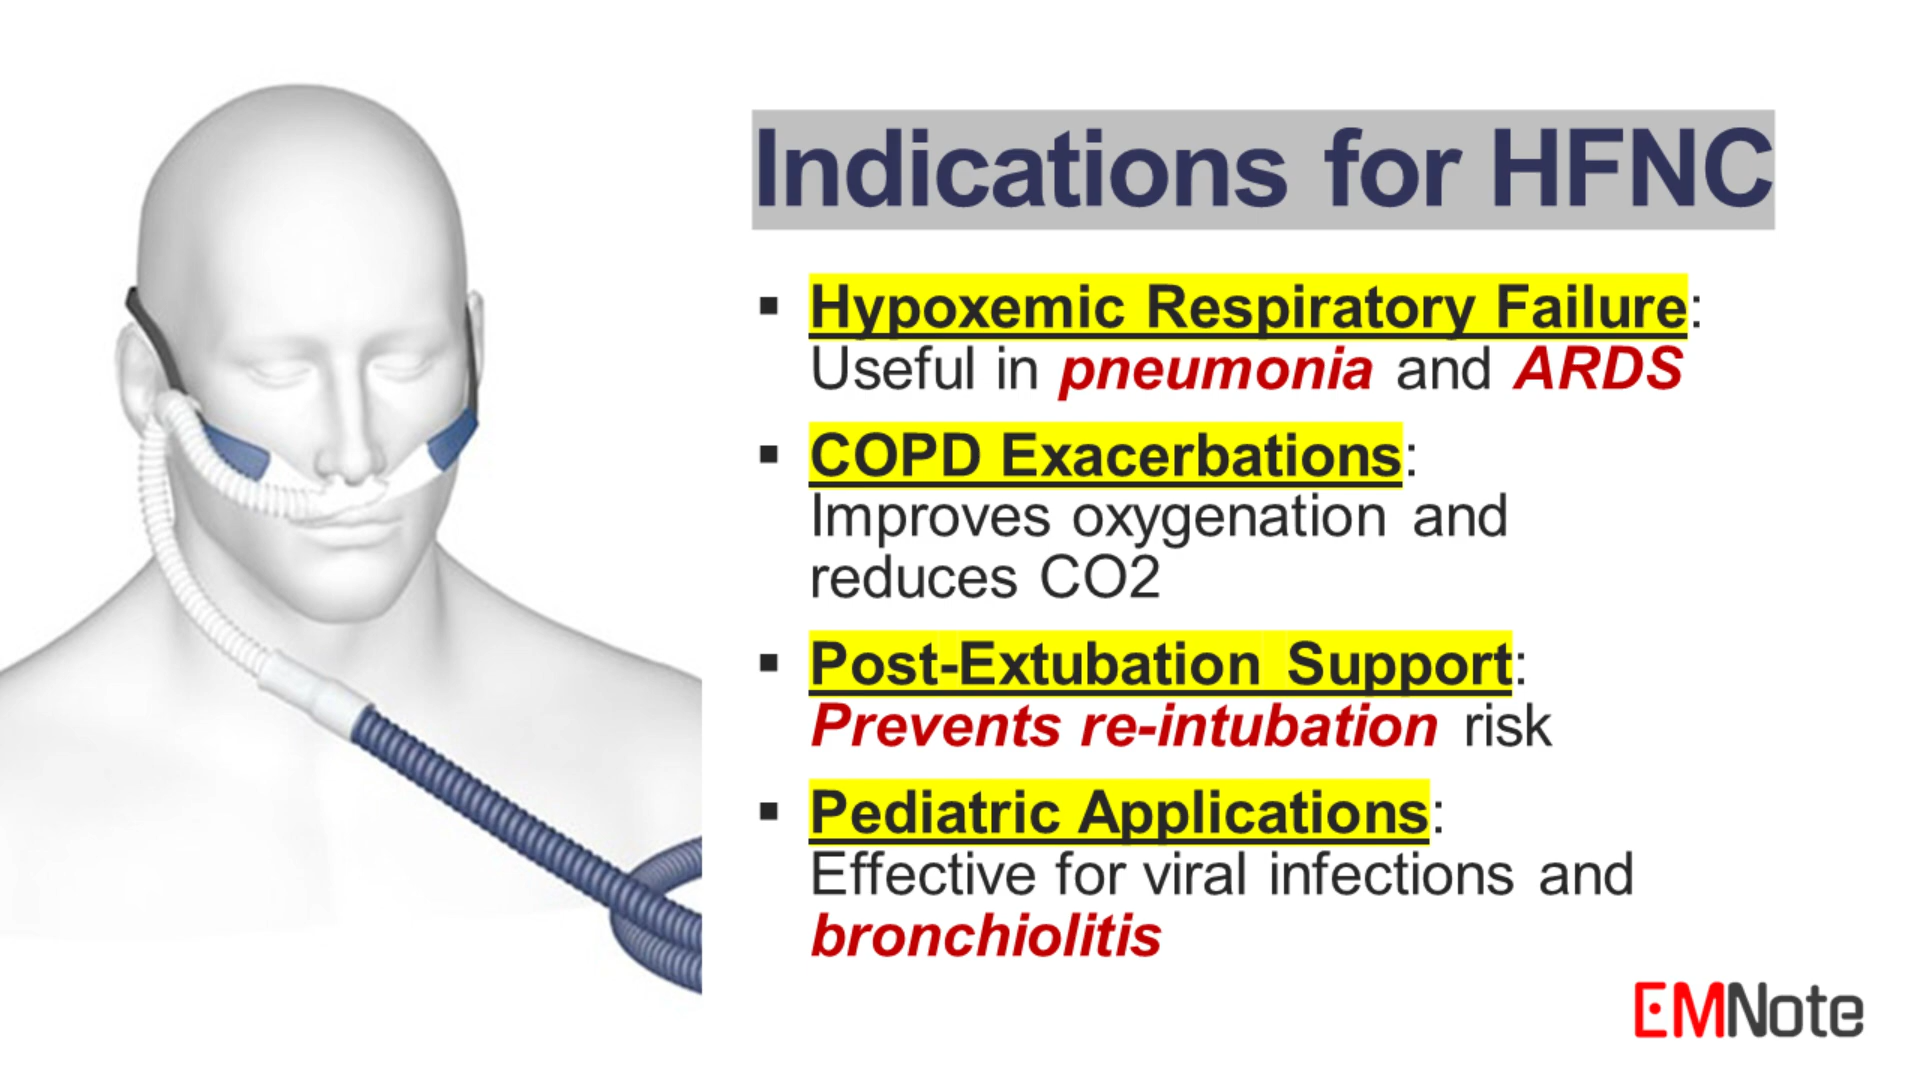 Indications for HFNC
▪ Hypoxemic Respiratory Failure:
Useful in pneumonia and ARDS
▪ COPD Exacerbations:
Improves oxygenation and
reduces CO2
▪ Post-Extubation Support:
Prevents re-intubation risk
▪ Pediatric Applications:
Effective for viral infections and
bronchiolitis
EMNote